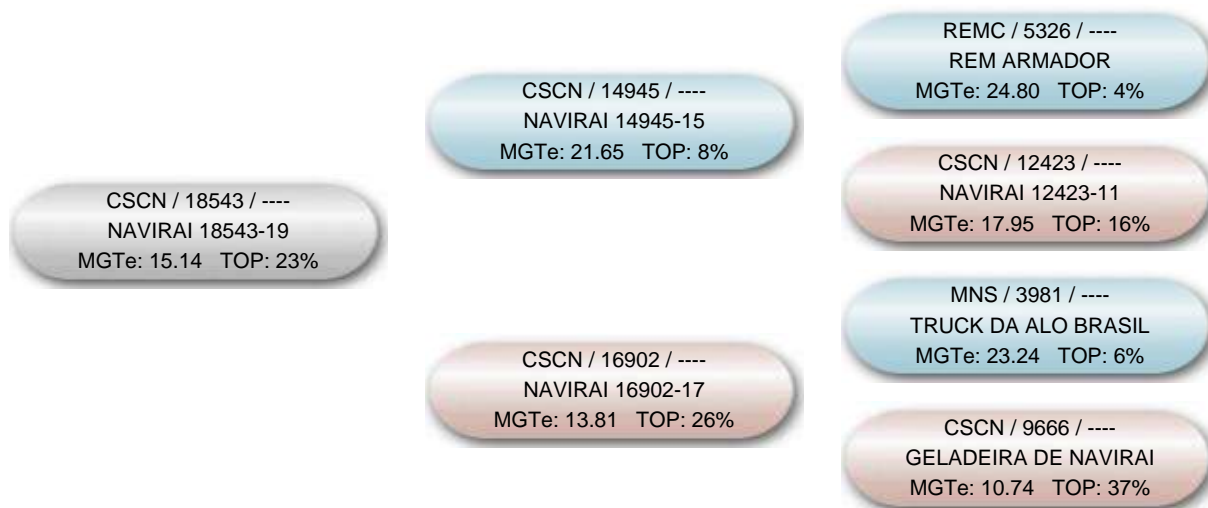 CSCN / 18543 / ----
NAVIRAI 18543-19
MGTe: 15.14 TOP: 23%
CSCN / 14945 / ----
NAVIRAI 14945-15
MGTe: 21.65 TOP: 8%
CSCN / 16902 / ----
NAVIRAI 16902-17
MGTe: 13.81 TOP: 26%
REMC / 5326 / ----
REM ARMADOR
MGTe: 24.80 TOP: 4%
CSCN / 12423 / ----
NAVIRAI 12423-11
MGTe: 17.95 TOP: 16%
MNS / 3981 / ----
TRUCK DA ALO BRASIL
MGTe: 23.24 TOP: 6%
CSCN / 9666 / ----
GELADEIRA DE NAVIRAI
MGTe: 10.74 TOP: 37%